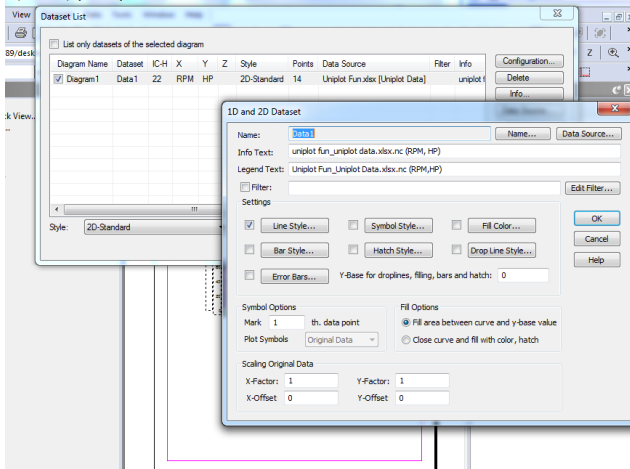 View
Dataset List
List only datasets of the selected diagram
Diagram Name Dataset IC-H X Y Z Style Points Data Source Filter Info
Diagram1 Data1 22 RPM HP 2D-Standard 14 Uniplot Fun.xlsx [Uniplot Data] uniplot f
Configuration...
Delete
Info...
Style: 2D-Standard
89/desk
k View..
Z
1D and 2D Dataset
Name: Data1 Name... Data Source...
Info Text: uniplot fun_uniplot data.xlsx.nc (RPM, HP)
Legend Text: Uniplot Fun_Uniplot Data.xlsx.nc (RPM,HP)
Filter: Edit Filter...
Settings
Line Style... Symbol Style... Fill Color...
Bar Style... Hatch Style... Drop Line Style...
Error Bars... Y-Base for droplines, filling, bars and hatch: 0
OK
Cancel
Help
Symbol Options
Mark 1 th. data point
Plot Symbols Original Data
Fill Options
Fill area between curve and y-base value
Close curve and fill with color, hatch
Scaling Original Data
X-Factor: 1 Y-Factor: 1
X-Offset 0 Y-Offset 0